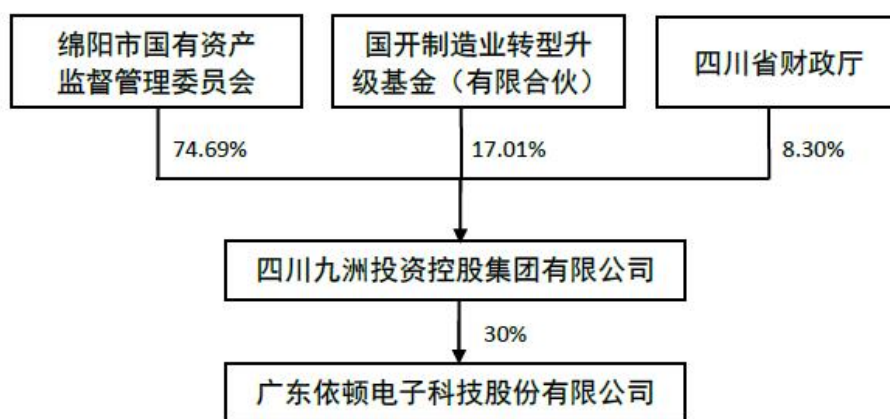 绵阳市国有资产
监督管理委员会
国开制造业转型升
级基金（有限合伙）
四川省财政厅
74.69%
17.01%
8.30%
四川九洲投资控股集团有限公司
30%
广东依顿电子科技股份有限公司